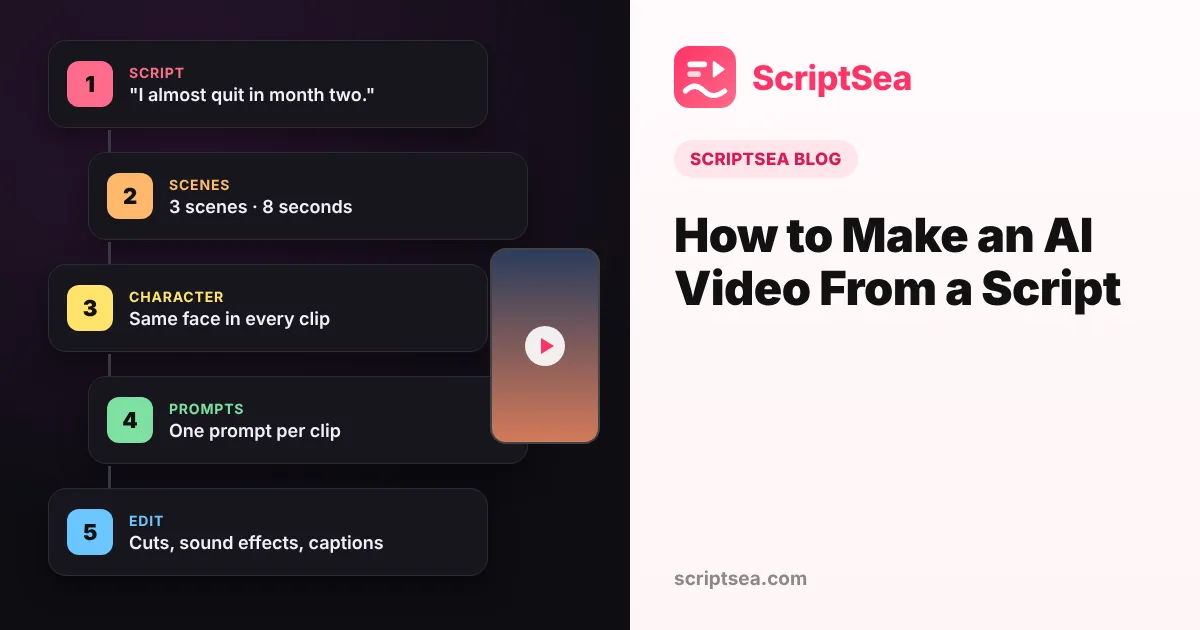 1
SCRIPT
"I almost quit in month two."
2
SCENES
3 scenes · 8 seconds
3
CHARACTER
Same face in every clip
4
PROMPTS
One prompt per clip
5
EDIT
Cuts, sound effects, captions
ScriptSea
SCRIPTSEA BLOG
How to Make an AI
Video From a Script
scriptsea.com